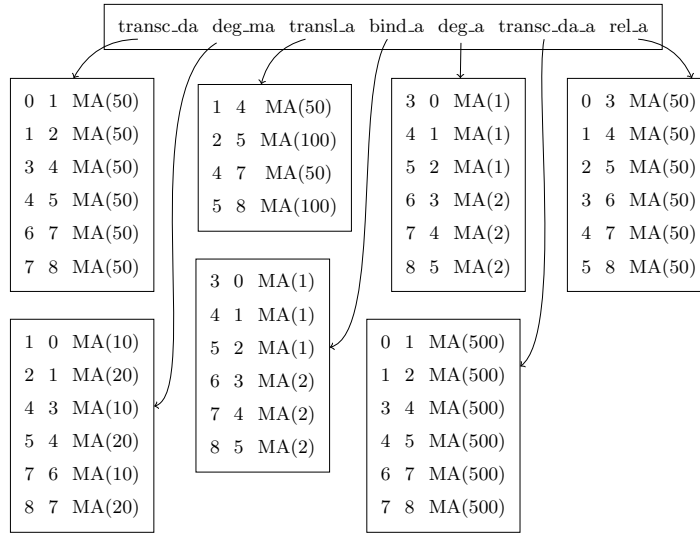 transc_da deg_ma transl_a bind_a deg_a transc_da_a rel_a
0 1 MA(50)
1 2 MA(50)
3 4 MA(50)
4 5 MA(50)
6 7 MA(50)
7 8 MA(50)
1 4 MA(50)
2 5 MA(100)
4 7 MA(50)
5 8 MA(100)
3 0 MA(1)
4 1 MA(1)
5 2 MA(1)
6 3 MA(2)
7 4 MA(2)
8 5 MA(2)
0 3 MA(50)
1 4 MA(50)
2 5 MA(50)
3 6 MA(50)
4 7 MA(50)
5 8 MA(50)
1 0 MA(10)
2 1 MA(20)
4 3 MA(10)
5 4 MA(20)
7 6 MA(10)
8 7 MA(20)
3 0 MA(1)
4 1 MA(1)
5 2 MA(1)
6 3 MA(2)
7 4 MA(2)
8 5 MA(2)
0 1 MA(500)
1 2 MA(500)
3 4 MA(500)
4 5 MA(500)
6 7 MA(500)
7 8 MA(500)